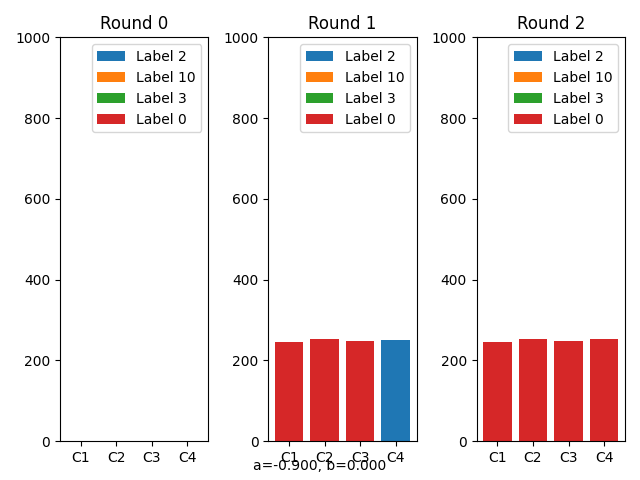 Round 0
Round 1
Round 2
1000
800
600
400
200
0
Label 2
Label 10
Label 3
Label 0
C1 C2 C3 C4
1000
800
600
400
200
0
Label 2
Label 10
Label 3
Label 0
C1 C2 C3 C4
1000
800
600
400
200
0
Label 2
Label 10
Label 3
Label 0
C1 C2 C3 C4
a=-0.900, b=0.000